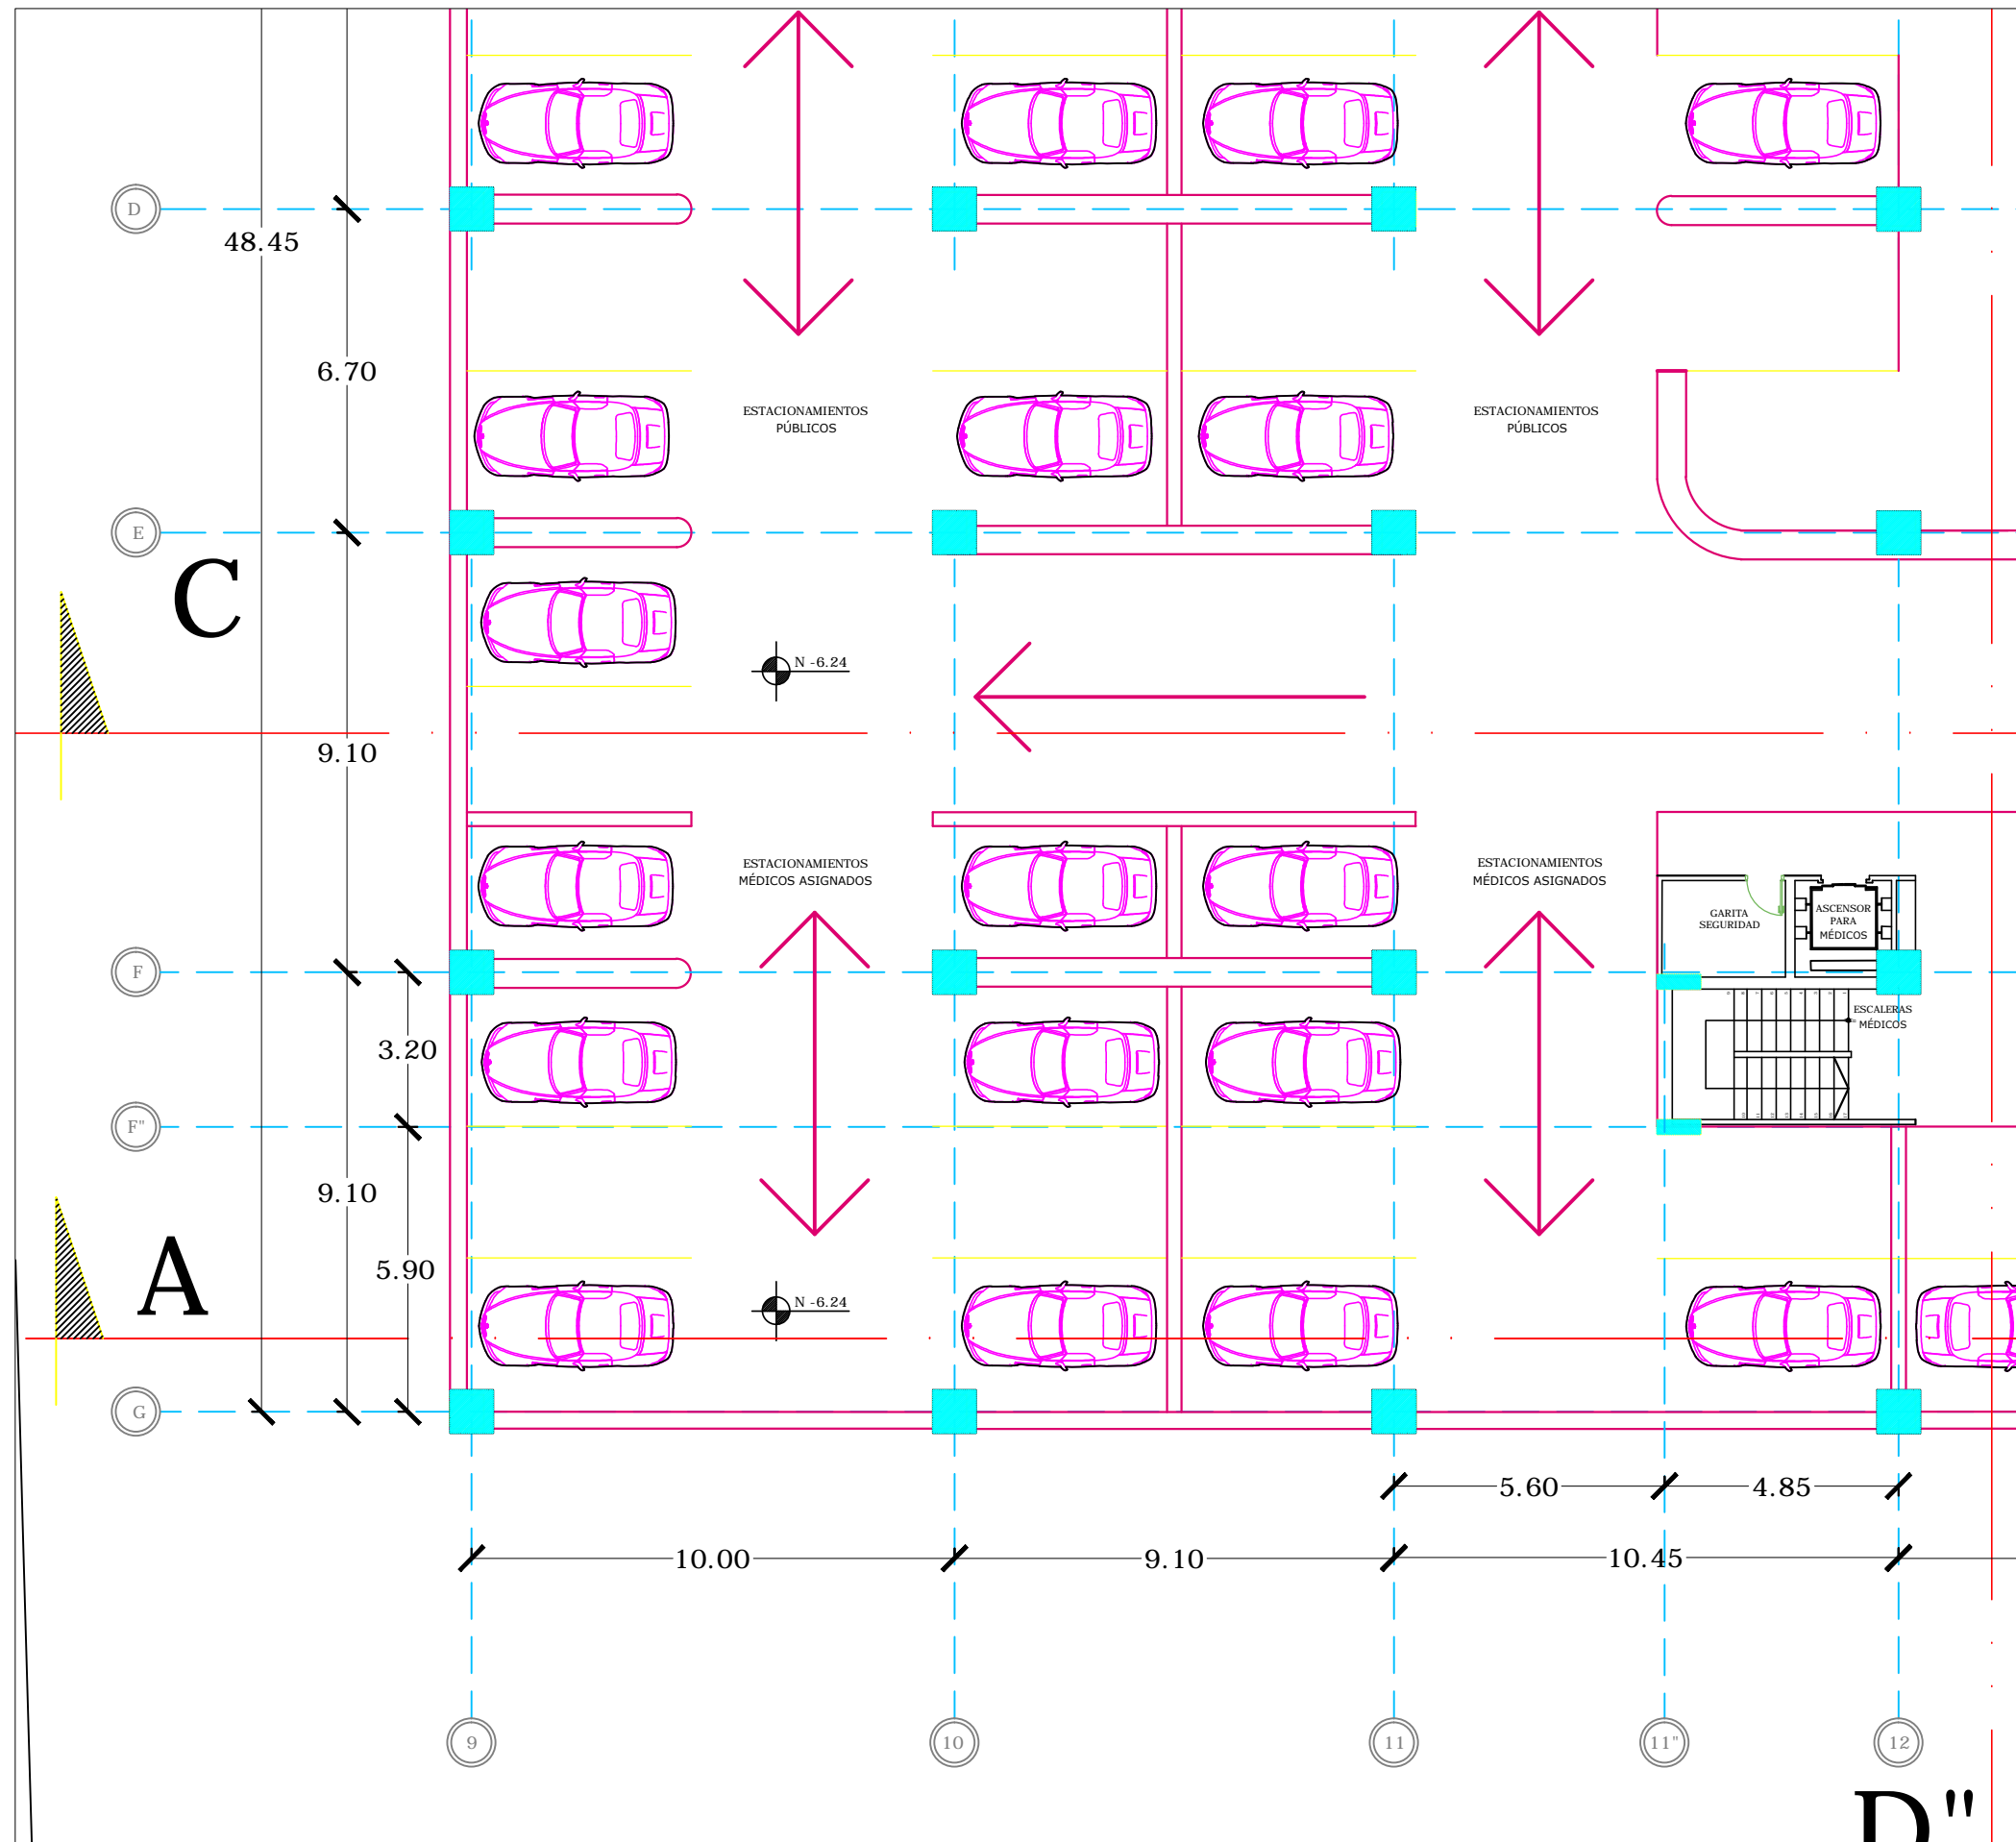 D
48.45
6.70
ESTACIONAMIENTOS
PÚBLICOS
ESTACIONAMIENTOS
PÚBLICOS
E
C
N -6.24
9.10
ESTACIONAMIENTOS
MÉDICOS ASIGNADOS
ESTACIONAMIENTOS
MÉDICOS ASIGNADOS
GARITA
SEGURIDAD
ASCENSOR
PARA
MÉDICOS
F
ESCALERAS
MÉDICOS
3.20
F"
9.10
5.90
A
N -6.24
G
5.60
4.85
10.00
9.10
10.45
9
10
11
11"
12
D"